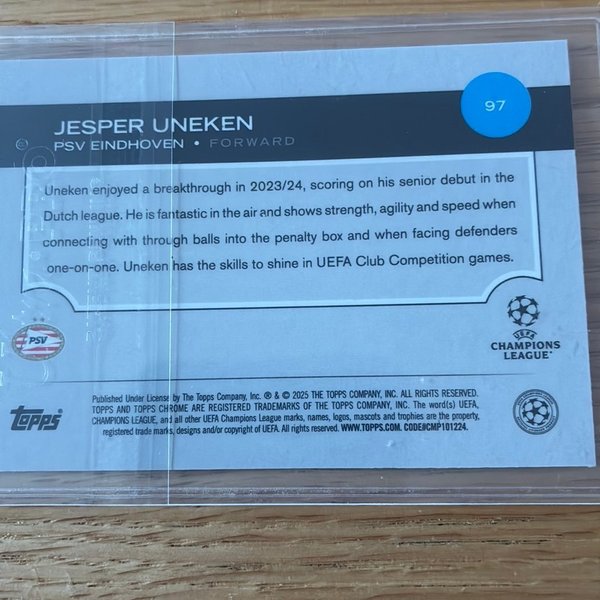 97
JESPER UNEKEN
PSV EINDHOVEN • FORWARD
Uneken enjoyed a breakthrough in 2023/24, scoring on his senior debut in the
Dutch league. He is fantastic in the air and shows strength, agility and speed when
connecting with through balls into the penalty box and when facing defenders
one-on-one. Uneken has the skills to shine in UEFA Club Competition games.
PSV
UEFA
CHAMPIONS
LEAGUE
Published Under License by The Topps Company, Inc. ® & © 2025 THE TOPPS COMPANY, INC. ALL RIGHTS RESERVED.
TOPPS AND TOPPS CHROME ARE REGISTERED TRADEMARKS OF THE TOPPS COMPANY, INC. The word(s) UEFA,
CHAMPIONS LEAGUE, and all other UEFA Champions League marks, names, logos, mascots and trophies are the property,
registered trade marks, designs and/or copyright of UEFA. All rights reserved. WWW.TOPPS.COM. CODE#CMP101224.
topps